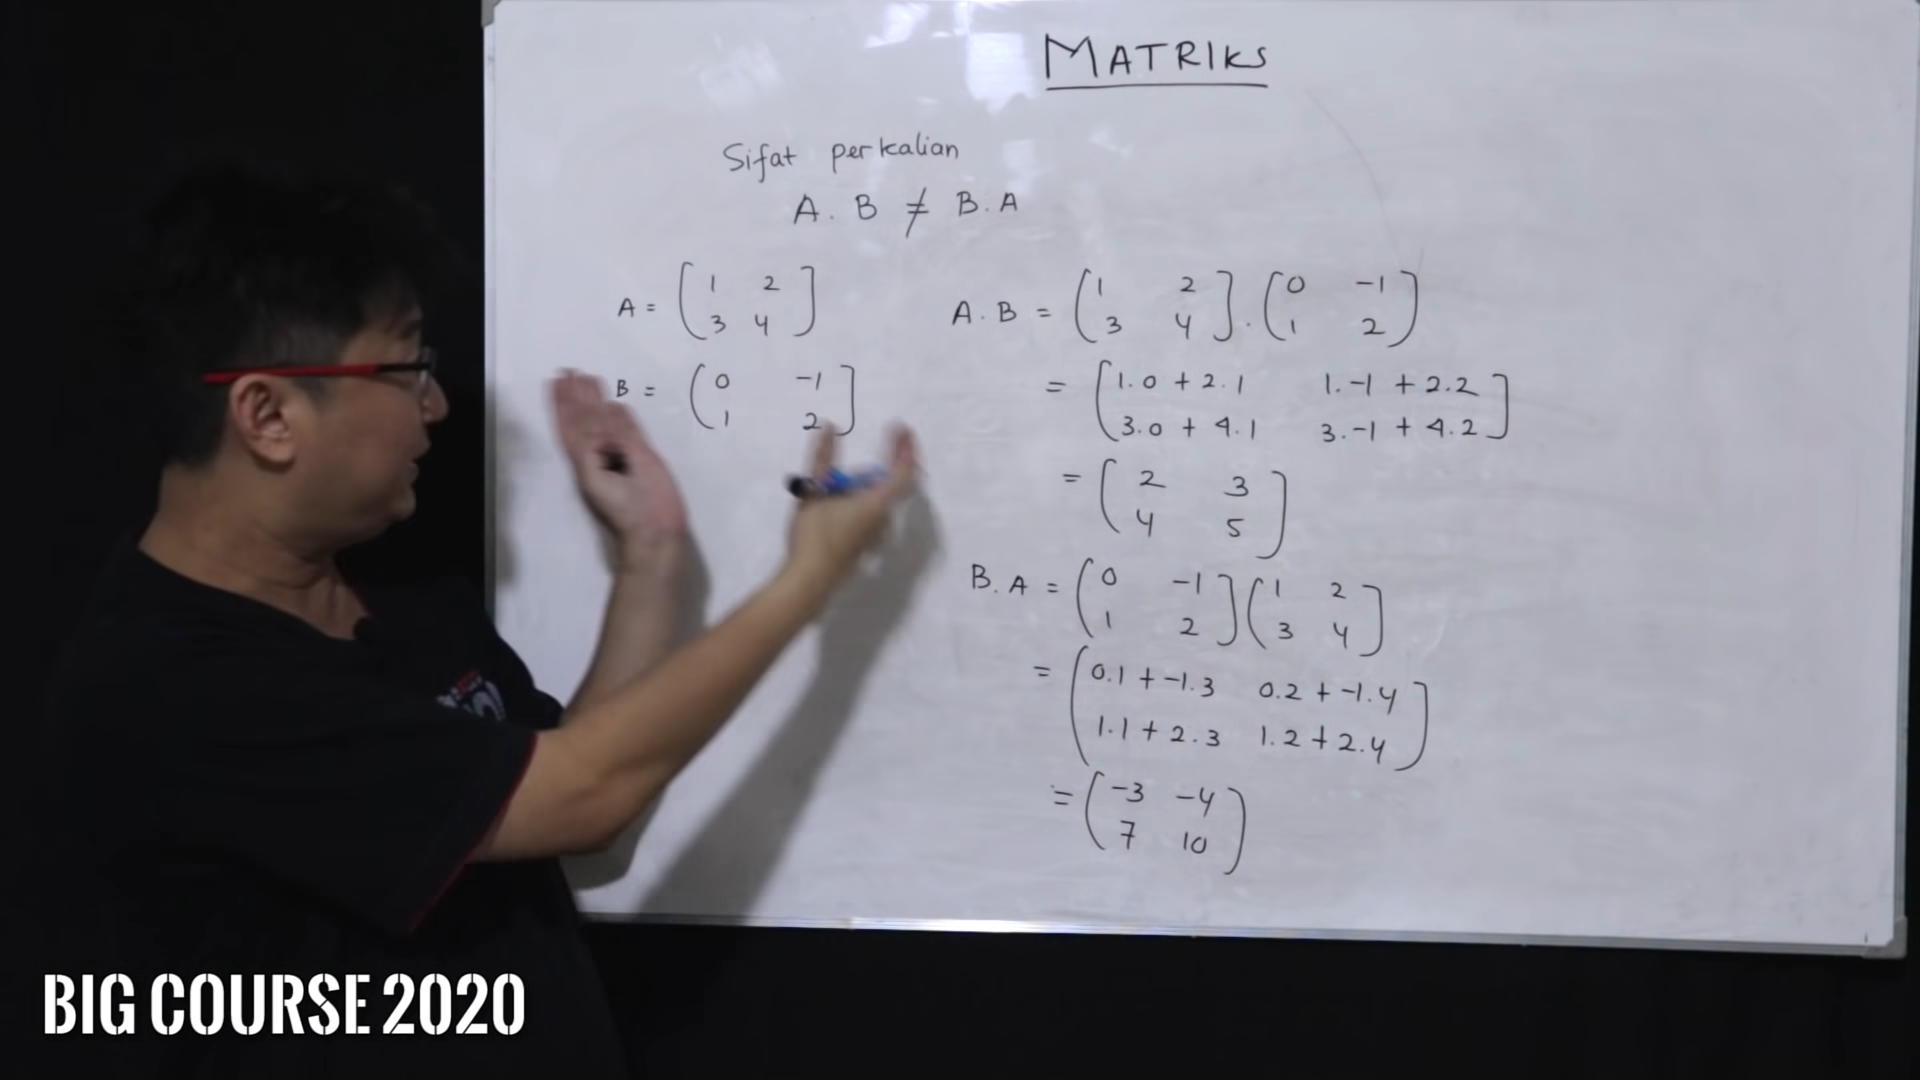 MATRIKS
Sifat perkalian
A. B ≠ B.A
A = [1 2
3 4]
B = [0 -1
1 2]
A.B = [1 2
3 4] . [0 -1
1 2]
= [1.0 + 2.1 1.-1 + 2.2
3.0 + 4.1 3.-1 + 4.2]
= [2 3
4 5]
B.A = [0 -1
1 2] [1 2
3 4]
= [0.1 + -1.3 0.2 + -1.4
1.1 + 2.3 1.2 + 2.4]
= [-3 -4
7 10]
BIG COURSE 2020